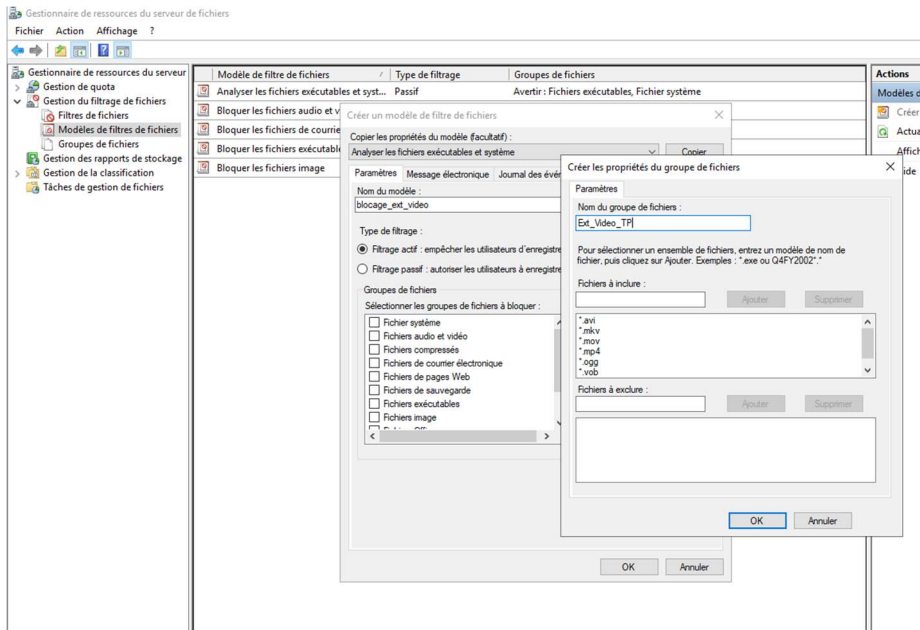 Gestionnaire de ressources du serveur de fichiers
Fichier Action Affichage ?
Gestionnaire de ressources du serveur
Gestion de quota
Gestion du filtrage de fichiers
Filtres de fichiers
Modèles de filtres de fichiers
Groupes de fichiers
Gestion des rapports de stockage
Gestion de la classification
Tâches de gestion de fichiers
Modèle de filtre de fichiers Type de filtrage Groupes de fichiers
Analyser les fichiers exécutables et syst... Passif Avertir : Fichiers exécutables, Fichier système
Bloquer les fichiers audio et v
Bloquer les fichiers de courrie
Bloquer les fichiers exécutable
Bloquer les fichiers image
Créer un modèle de filtre de fichiers
Copier les propriétés du modèle (facultatif) :
Analyser les fichiers exécutables et système Copier
Paramètres Message électronique Journal des évér
Nom du modèle :
blocage_ext_video
Type de filtrage :
Filtrage actif : empêcher les utilisateurs d'enregistre
Filtrage passif : autoriser les utilisateurs à enregistre
Groupes de fichiers
Sélectionner les groupes de fichiers à bloquer :
Fichier système
Fichiers audio et vidéo
Fichiers compressés
Fichiers de courrier électronique
Fichiers de pages Web
Fichiers de sauvegarde
Fichiers exécutables
Fichiers image
OK Annuler
Créer les propriétés du groupe de fichiers
Paramètres
Nom du groupe de fichiers :
Ext_Video_TP
Pour sélectionner un ensemble de fichiers, entrez un modèle de nom de
fichier, puis cliquez sur Ajouter. Exemples : *.exe ou Q4FY2002*.*
Fichiers à inclure :
Ajouter Supprimer
*.avi
*.mkv
*.mov
*.mp4
*.ogg
*.vob
Fichiers à exclure :
Ajouter Supprimer
OK Annuler
Actions
Modèles d
Créer
Actua
Affich
ide